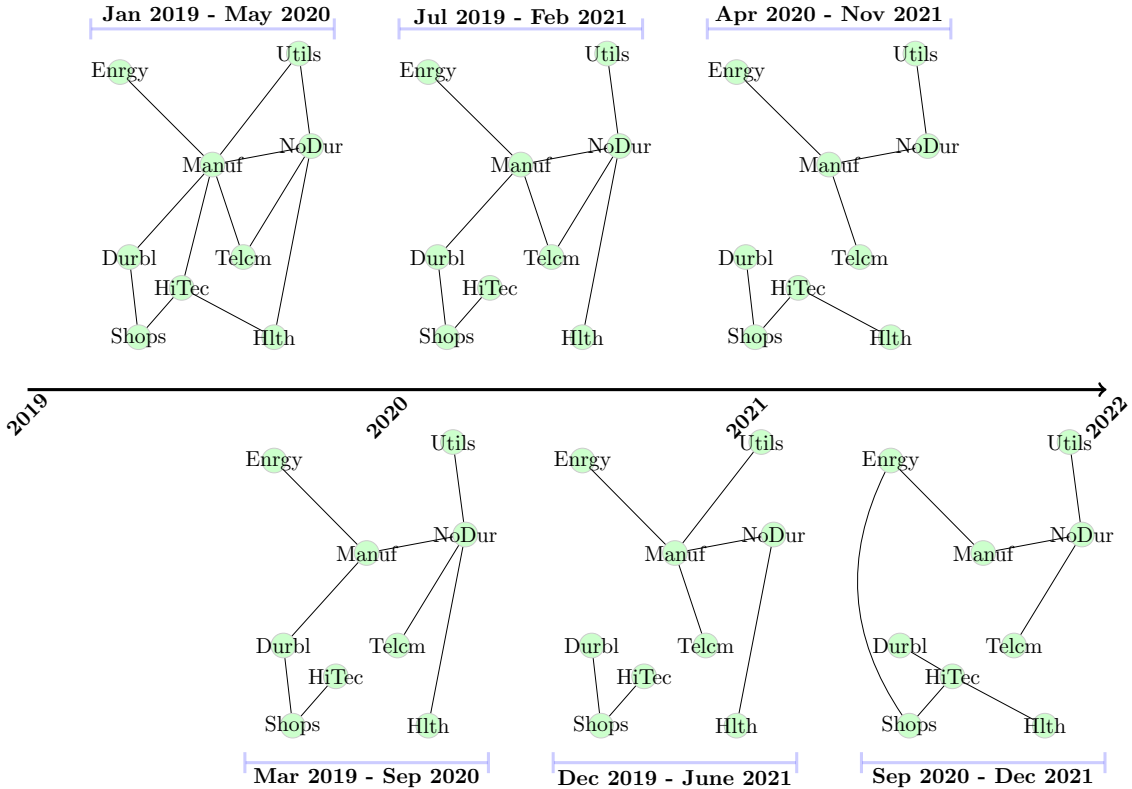 Jan 2019 - May 2020
Jul 2019 - Feb 2021
Apr 2020 - Nov 2021
Enrgy
Utils
Manuf
NoDur
Durbl
Telcm
HiTec
Shops
Hlth
Enrgy
Utils
Manuf
NoDur
Durbl
Telcm
HiTec
Shops
Hlth
Enrgy
Utils
Manuf
NoDur
Durbl
Telcm
HiTec
Shops
Hlth
2019
2020
2021
2022
Enrgy
Utils
Manuf
NoDur
Durbl
Telcm
HiTec
Shops
Hlth
Enrgy
Utils
Manuf
NoDur
Durbl
Telcm
HiTec
Shops
Hlth
Enrgy
Utils
Manuf
NoDur
Durbl
Telcm
HiTec
Shops
Hlth
Mar 2019 - Sep 2020
Dec 2019 - June 2021
Sep 2020 - Dec 2021